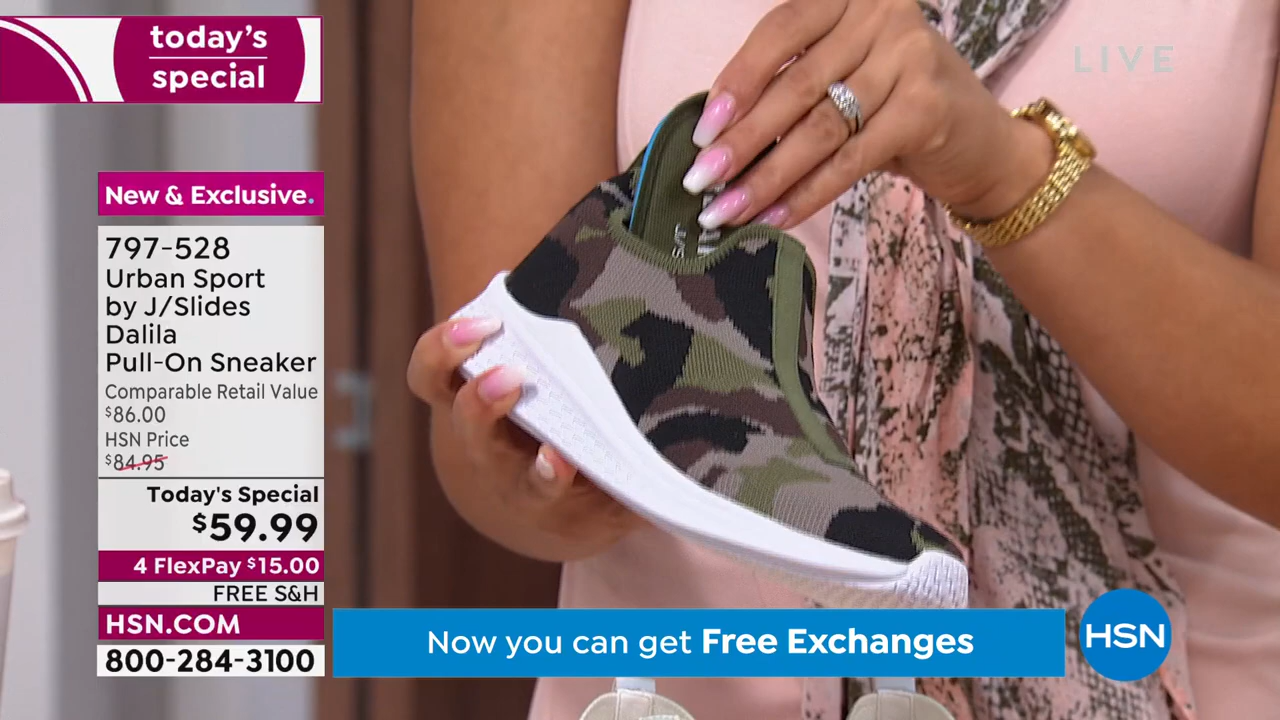 today's
special
LIVE
New & Exclusive.
797-528
Urban Sport
by J/Slides
Dalila
Pull-On Sneaker
Comparable Retail Value
$86.00
HSN Price
$84.95
Today's Special
$59.99
4 FlexPay $15.00
FREE S&H
HSN.COM
800-284-3100
Now you can get Free Exchanges
HSN